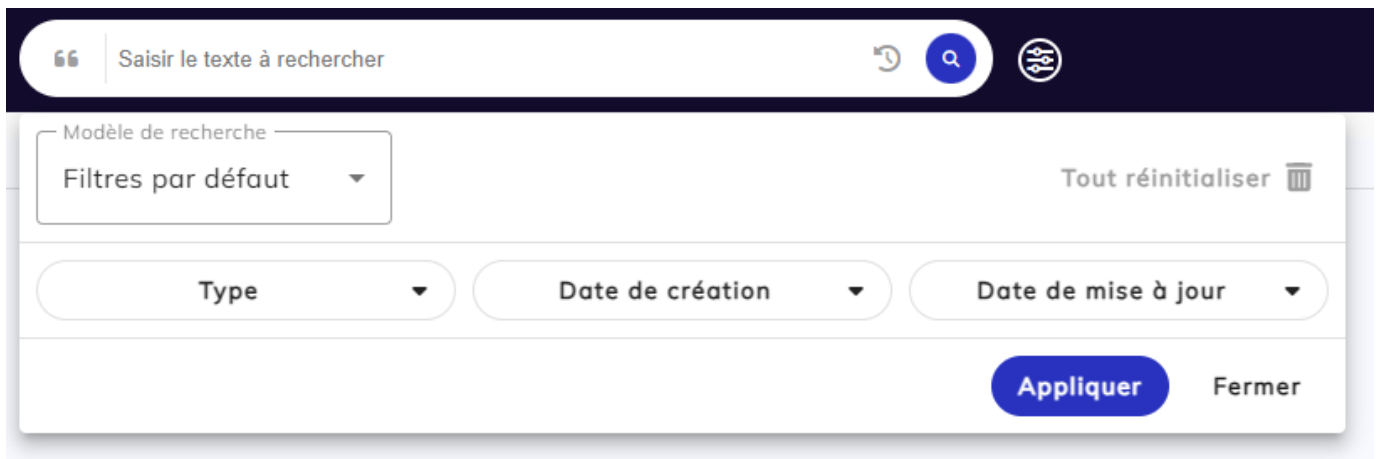 Saisir le texte à rechercher
Modèle de recherche
Filtres par défaut
Tout réinitialiser
Type
Date de création
Date de mise à jour
Appliquer
Fermer